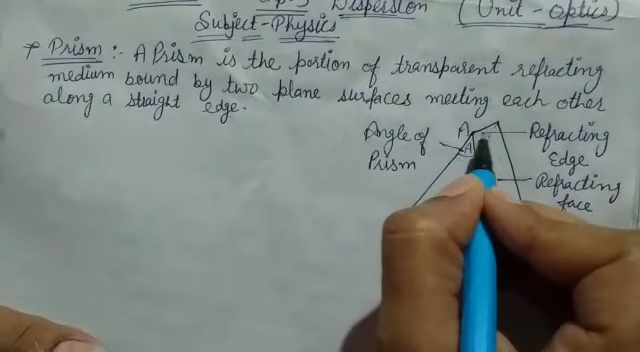 Dispersion (Unit-Optics)
Subject-Physics
* Prism :- A Prism is the portion of transparent refracting
medium bound by two plane surfaces meeting each other
along a straight edge.
Angle of
Prism
A
A
Refracting
Edge
Refracting
face